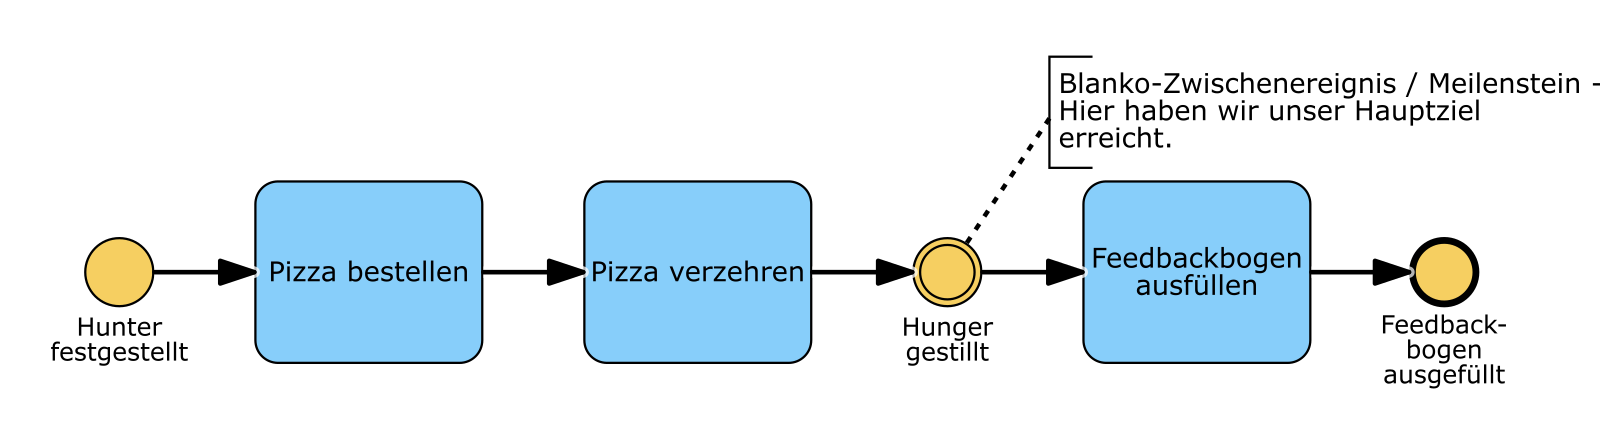 Blanko-Zwischenereignis / Meilenstein -
Hier haben wir unser Hauptziel
erreicht.
Hunter
festgestellt
Pizza bestellen
Pizza verzehren
Hunger
gestillt
Feedbackbogen
ausfüllen
Feedback-
bogen
ausgefüllt